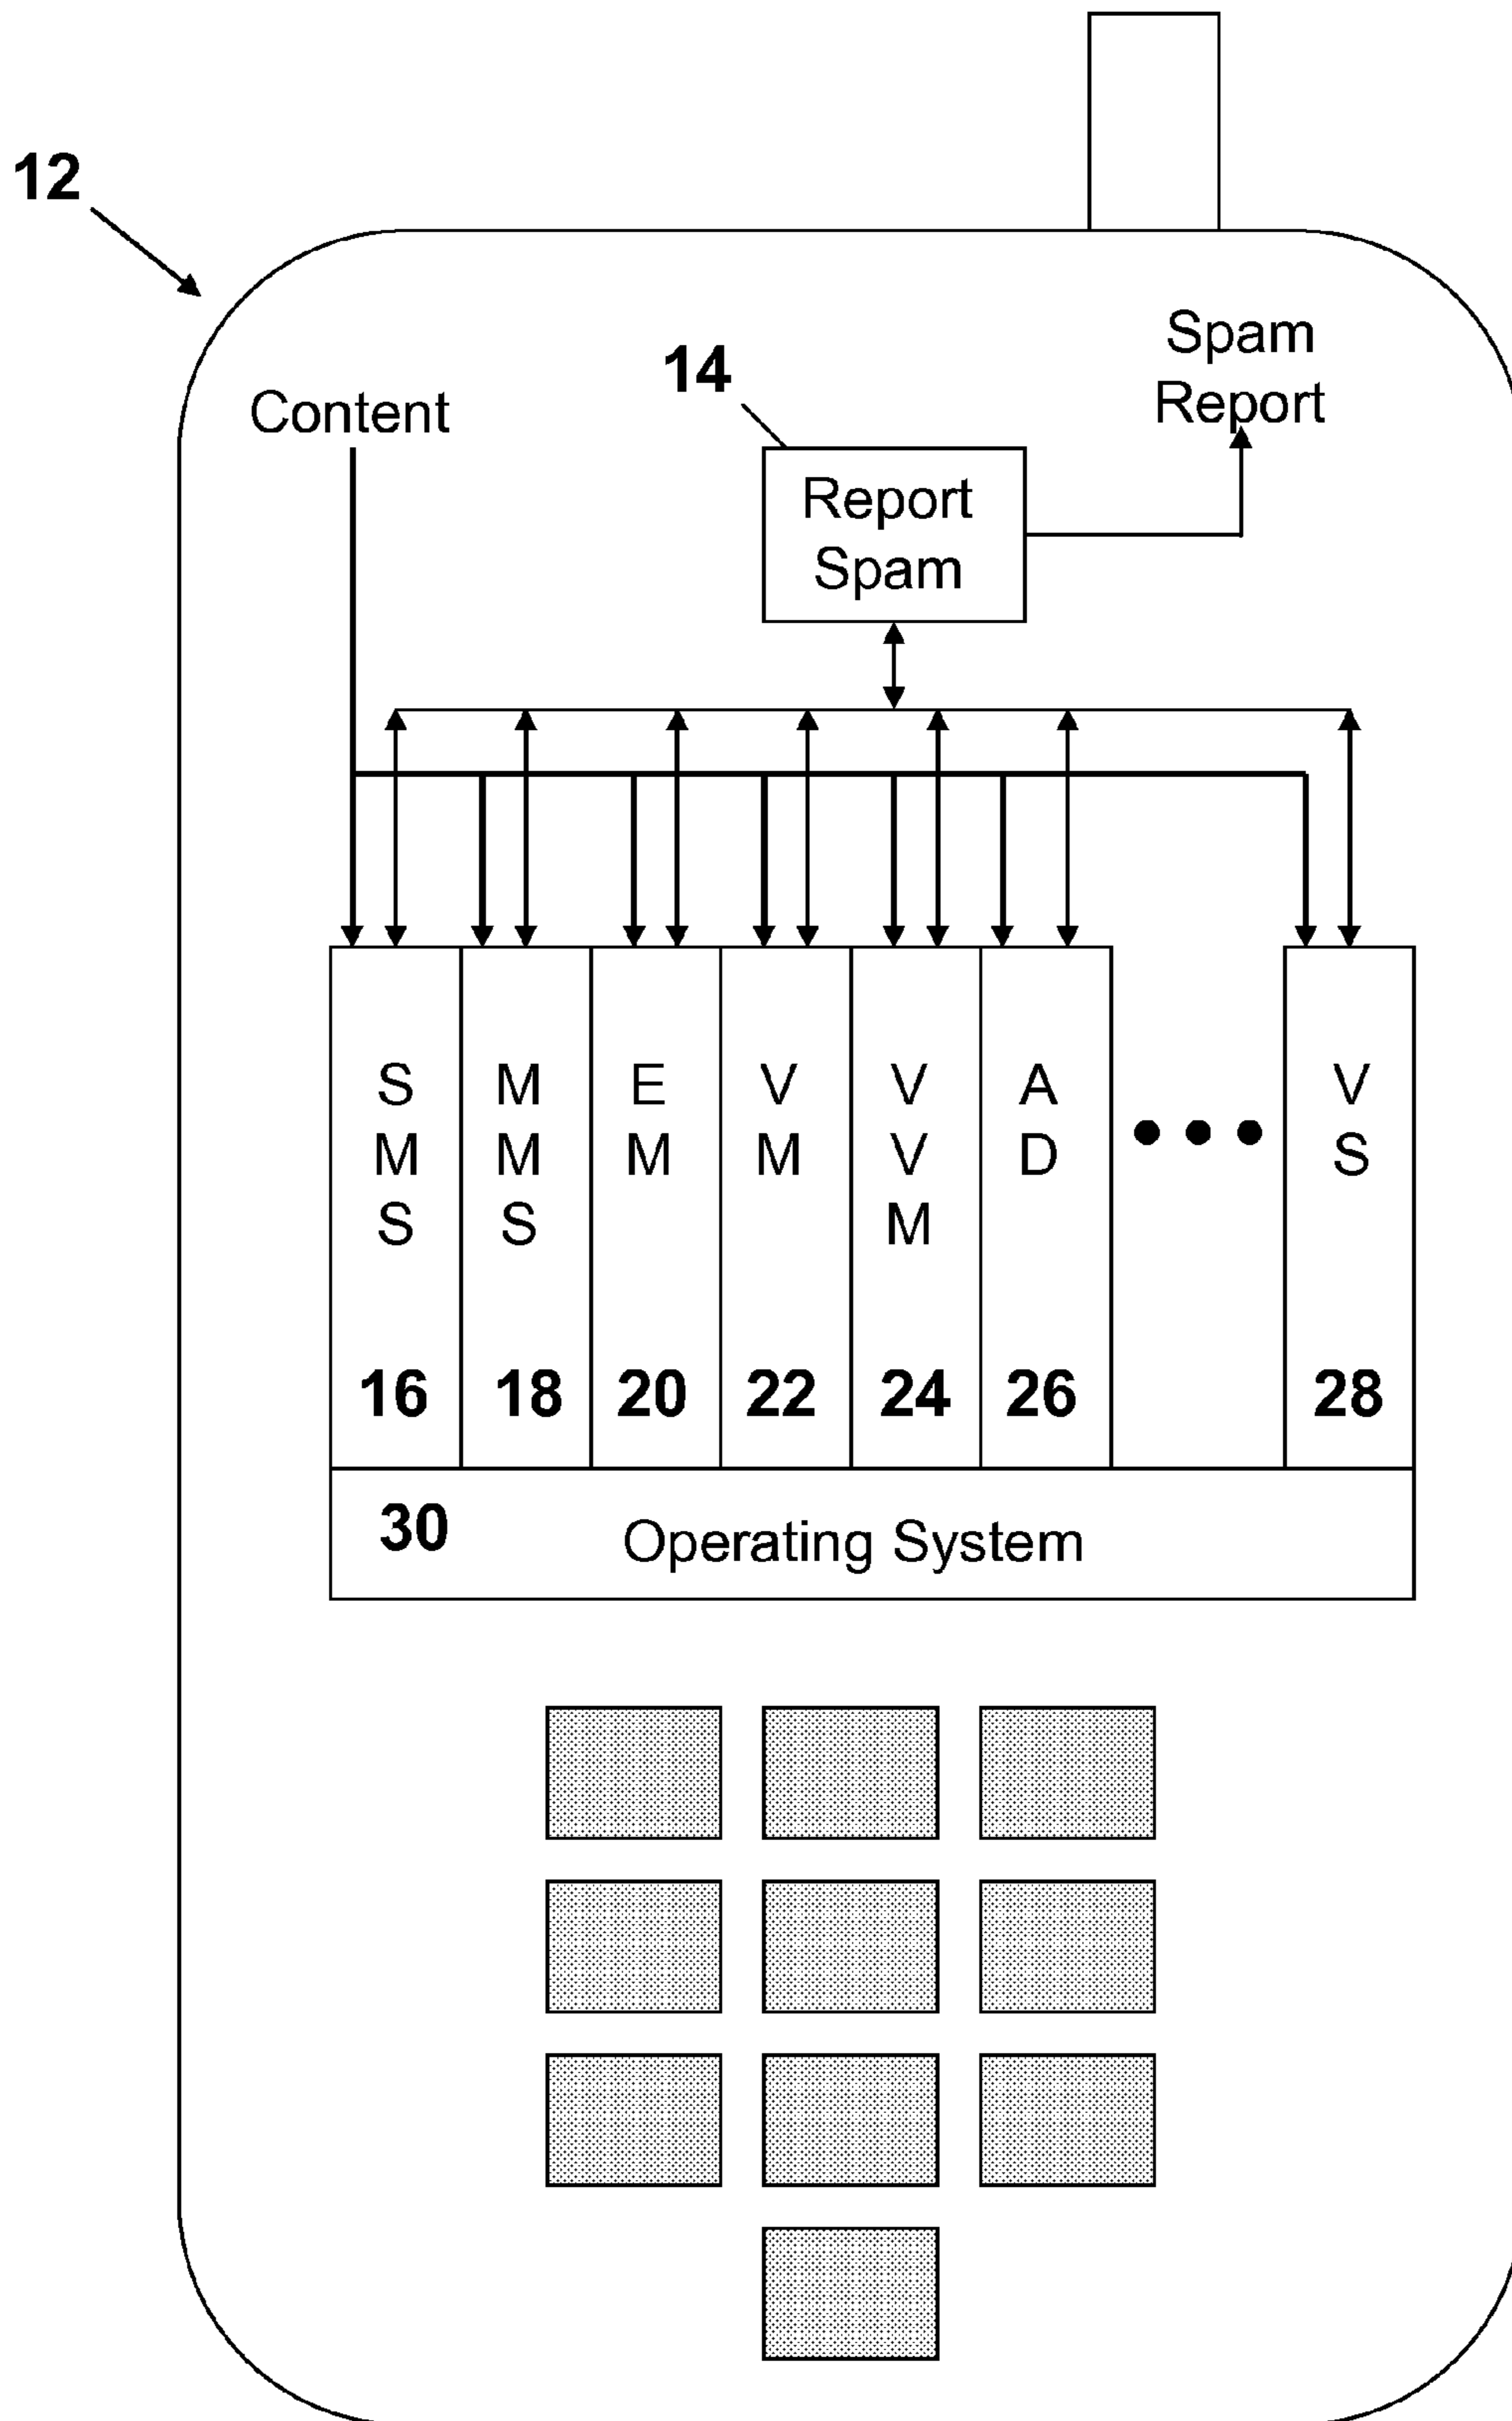 12
Spam
Report
14
Content
Report
Spam
S
M
S
M
M
S
E
M
V
M
V
V
M
A
D
V
S
16 18 20 22 24 26 28
30 Operating System